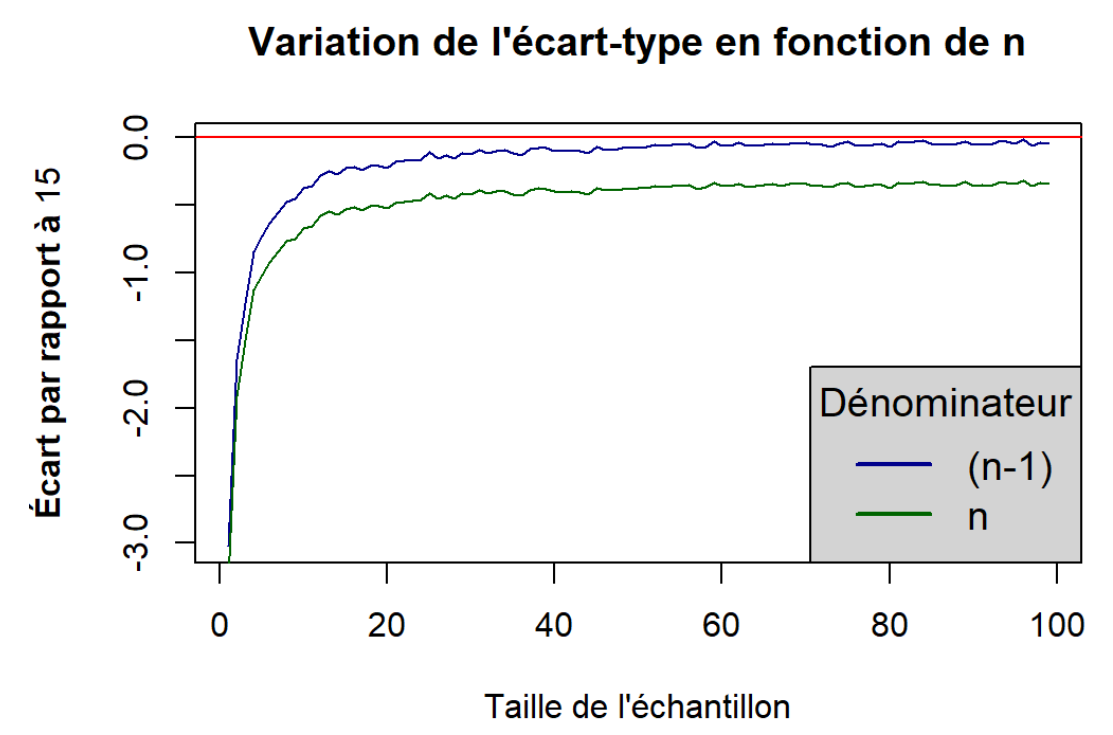 Variation de l'écart-type en fonction de n
Écart par rapport à 15
0.0
-1.0
-2.0
-3.0
Dénominateur
(n-1)
n
0 20 40 60 80 100
Taille de l'échantillon